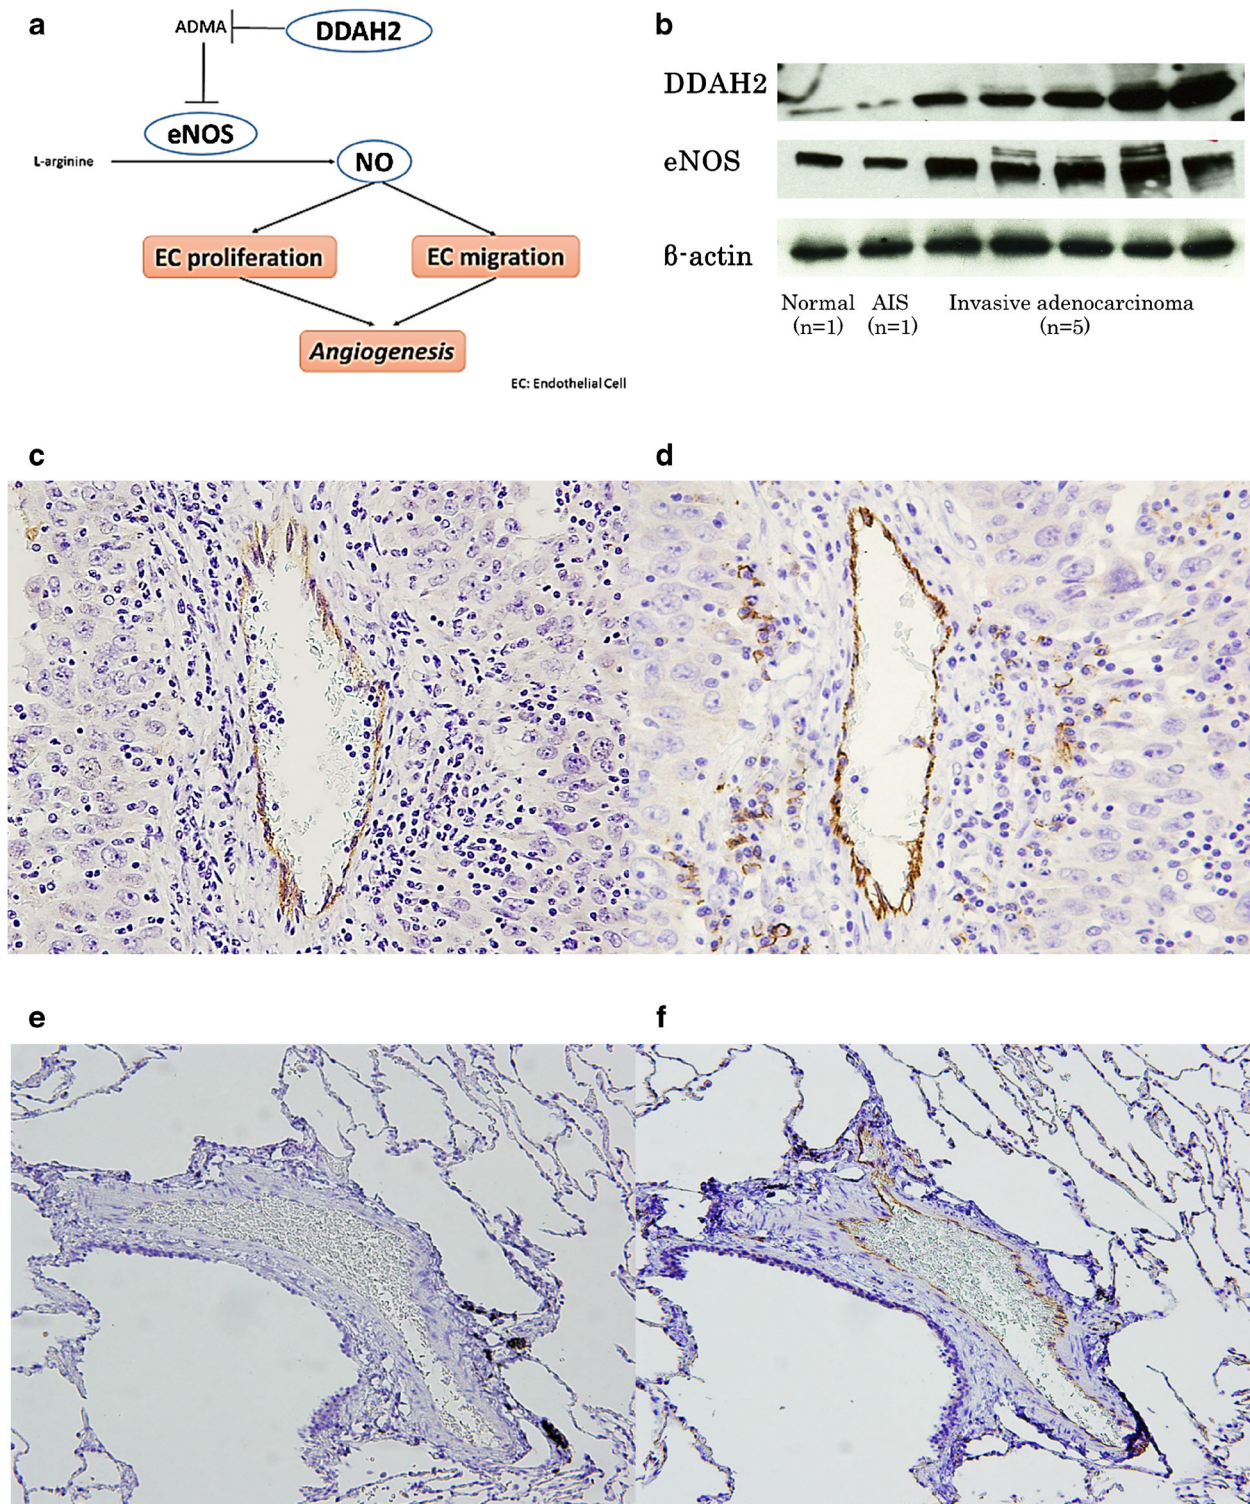 a
ADMA
DDAH2
eNOS
L-arginine
NO
EC proliferation
EC migration
Angiogenesis
EC: Endothelial Cell
b
DDAH2
eNOS
β-actin
Normal AIS Invasive adenocarcinoma
(n=1) (n=1) (n=5)
c
d
e
f